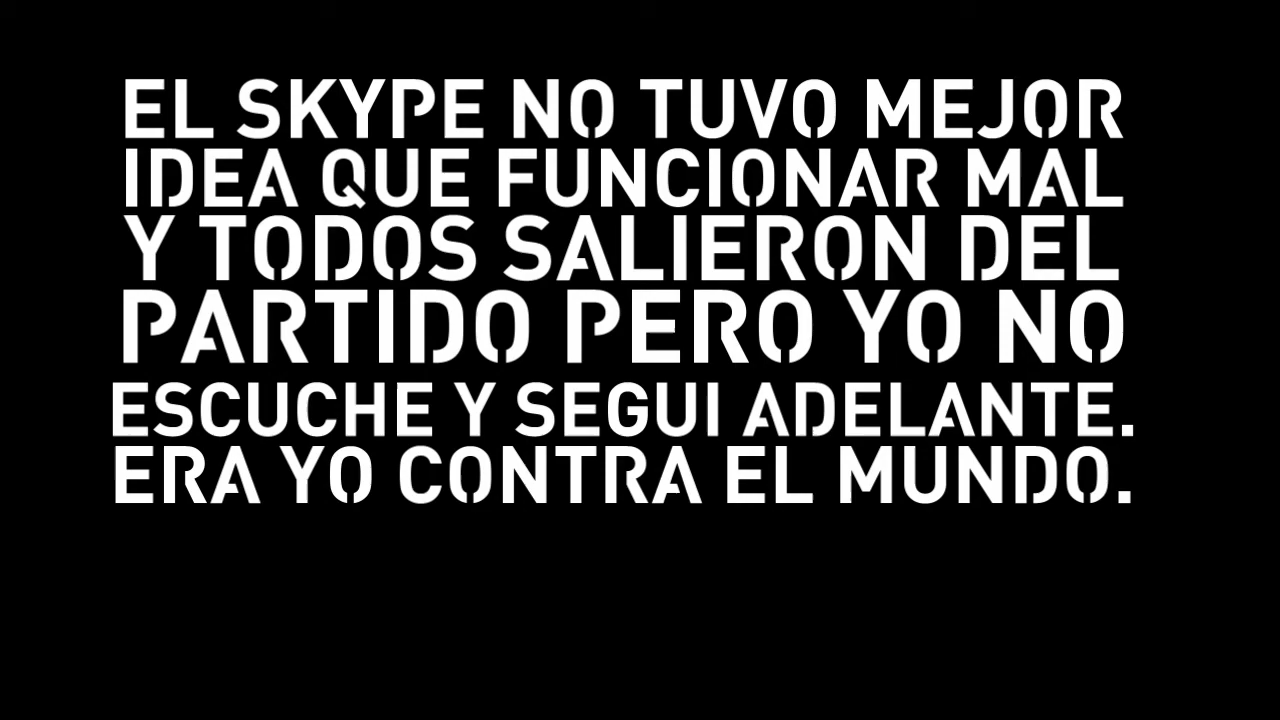 EL SKYPE NO TUVO MEJOR
IDEA QUE FUNCIONAR MAL
Y TODOS SALIERON DEL
PARTIDO PERO YO NO
ESCUCHE Y SEGUI ADELANTE.
ERA YO CONTRA EL MUNDO.